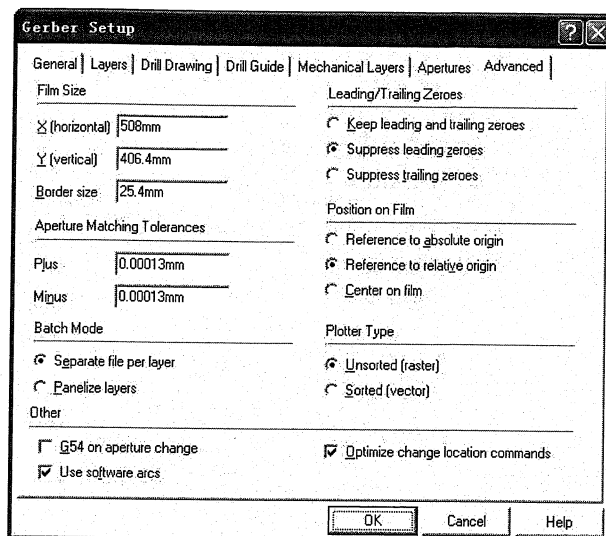 Gerber Setup
General Layers Drill Drawing Drill Guide Mechanical Layers Apertures Advanced
Film Size
X (horizontal) 508mm
Y (vertical) 406.4mm
Border size 25.4mm
Aperture Matching Tolerances
Plus 0.00013mm
Minus 0.00013mm
Batch Mode
Separate file per layer
Panelize layers
Leading/Trailing Zeroes
Keep leading and trailing zeroes
Suppress leading zeroes
Suppress trailing zeroes
Position on Film
Reference to absolute origin
Reference to relative origin
Center on film
Plotter Type
Unsorted (raster)
Sorted (vector)
Other
G54 on aperture change
Use software arcs
Optimize change location commands
OK Cancel Help